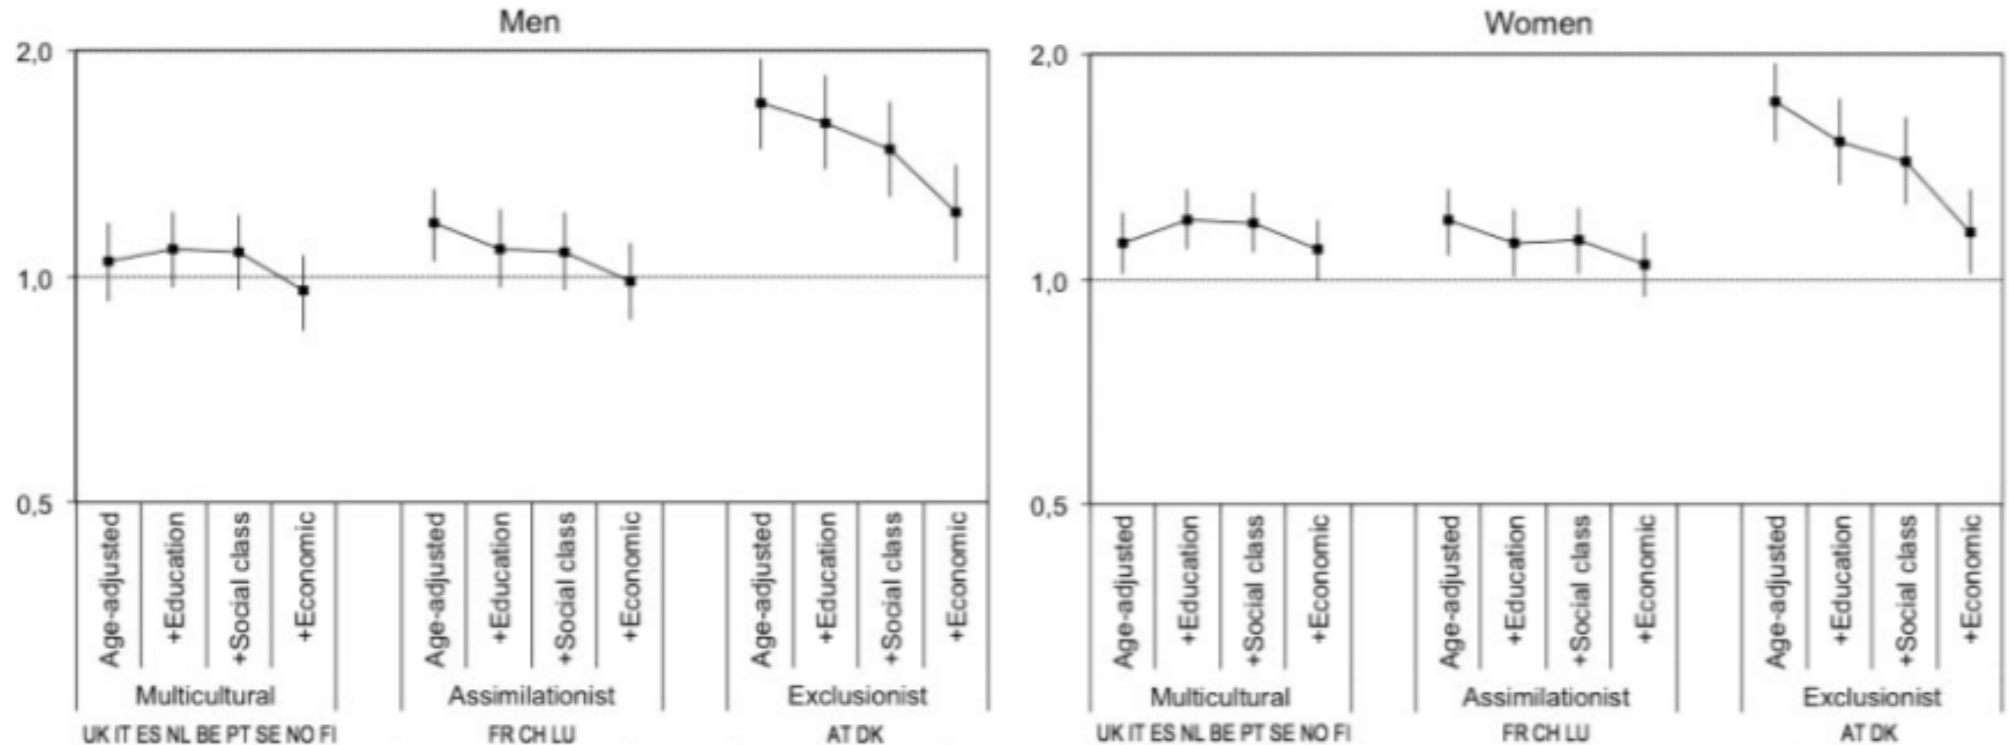 Men
2,0
1,0
0,5
Age-adjusted
+Education
+Social class
+Economic
Age-adjusted
+Education
+Social class
+Economic
Age-adjusted
+Education
+Social class
+Economic
Multicultural Assimilationist Exclusionist
UK IT ES NL BE PT SE NO FI FR CH LU AT DK
Women
2,0
1,0
0,5
Age-adjusted
+Education
+Social class
+Economic
Age-adjusted
+Education
+Social class
+Economic
Age-adjusted
+Education
+Social class
+Economic
Multicultural Assimilationist Exclusionist
UK IT ES NL BE PT SE NO FI FR CH LU AT DK